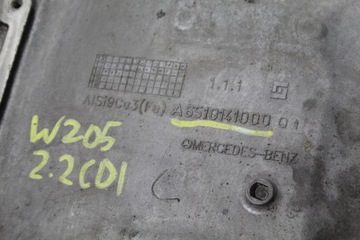 1.1.1
AlSi9Cu3(Fe) A6510141000 01
©MERCEDES-BENZ
W205
2.2CDI